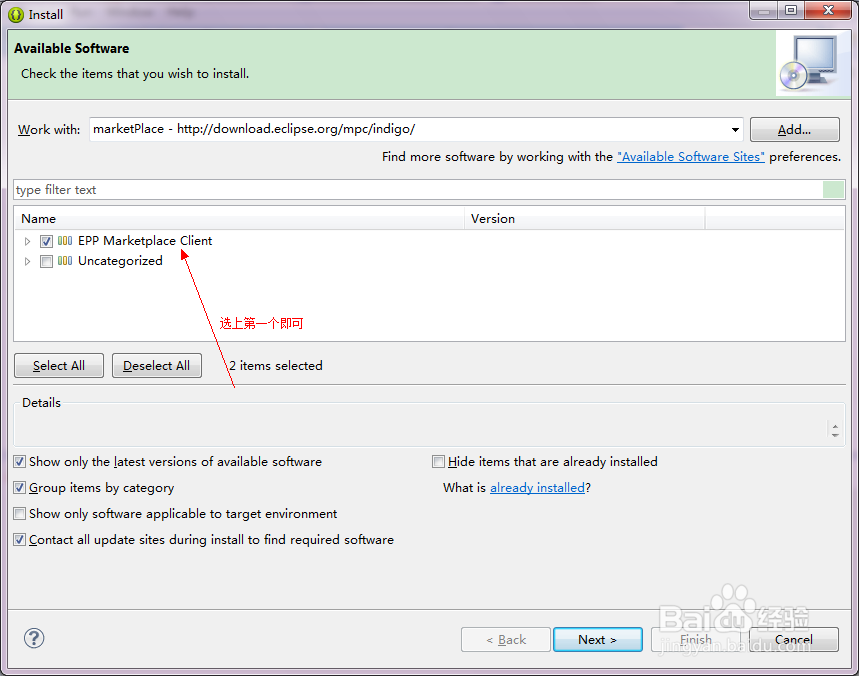 Install
Available Software
Check the items that you wish to install.
Work with: marketPlace - http://download.eclipse.org/mpc/indigo/ Add...
Find more software by working with the "Available Software Sites" preferences.
type filter text
Name Version
EPP Marketplace Client
Uncategorized
选上第一个即可
Select All Deselect All 2 items selected
Details
Show only the latest versions of available software Hide items that are already installed
Group items by category What is already installed?
Show only software applicable to target environment
Contact all update sites during install to find required software
Baidu 经验
? < Back Next > Finish Cancel
jingyan.baidu.com